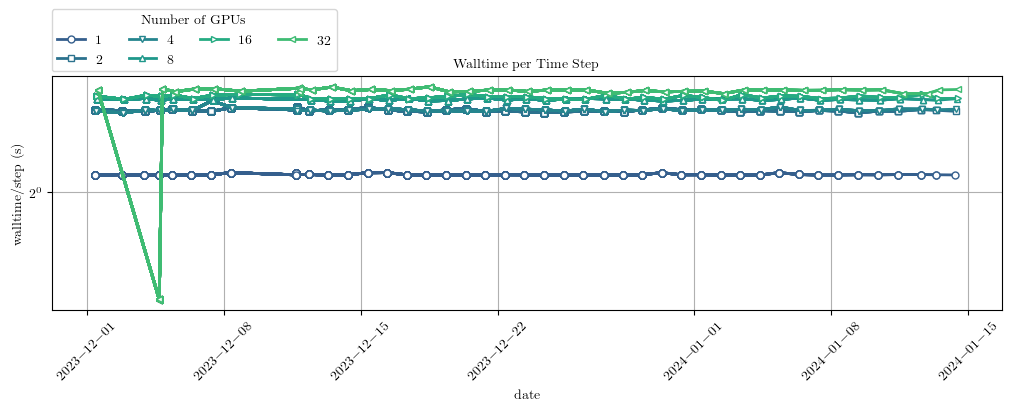 Number of GPUs
1 4 16 32
2 8
Walltime per Time Step
walltime/step (s)
2⁰
2023−12−01 2023−12−08 2023−12−15 2023−12−22 2024−01−01 2024−01−08 2024−01−15
date